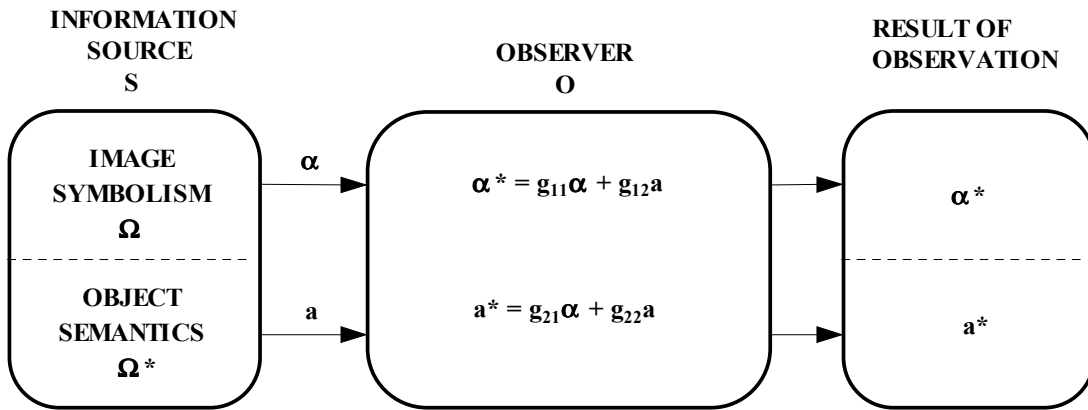 INFORMATION
SOURCE
S
OBSERVER
O
RESULT OF
OBSERVATION
IMAGE
SYMBOLISM
Ω
α
α* = g₁₁α + g₁₂a
α*
OBJECT
SEMANTICS
Ω*
a
a* = g₂₁α + g₂₂a
a*